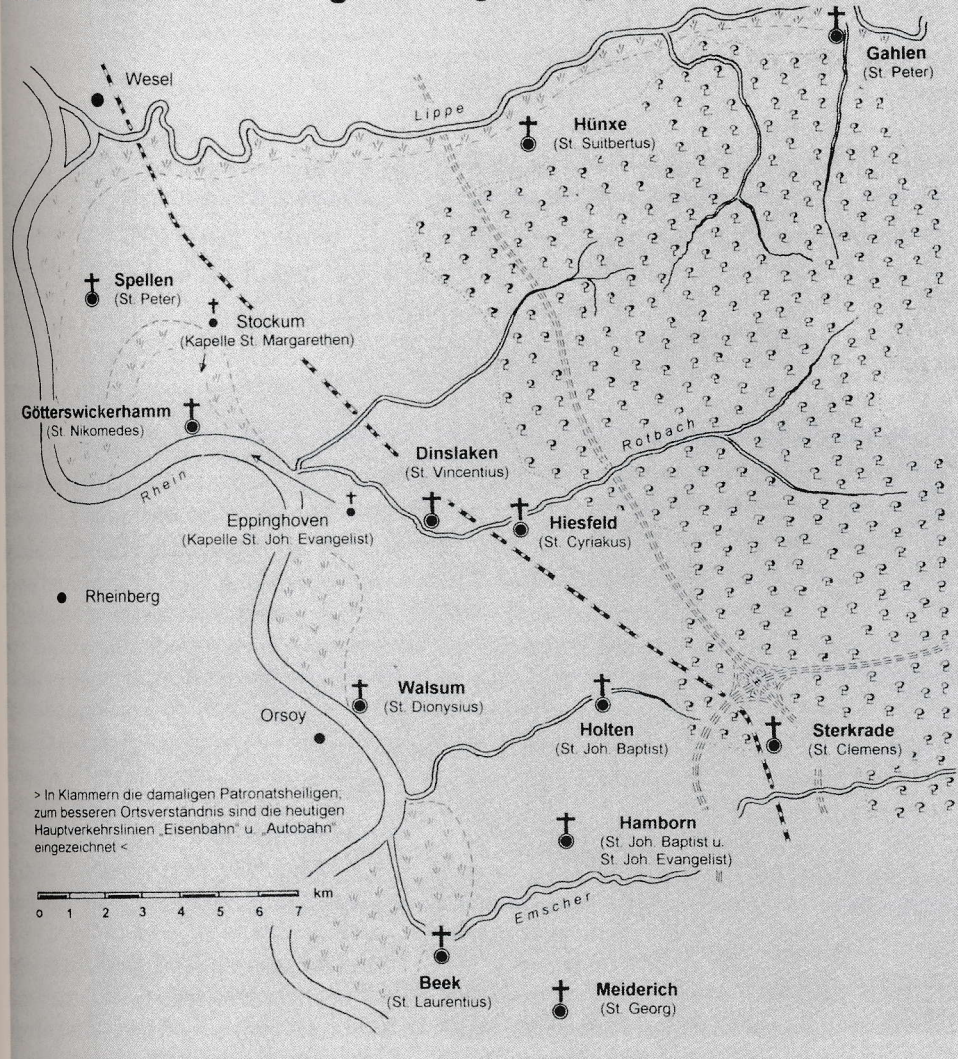 Gahlen
(St. Peter)
Wesel
Lippe
Hünxe
(St. Suitbertus)
Spellen
(St. Peter)
Stockum
(Kapelle St. Margarethen)
Götterswickerhamm
(St. Nikomedes)
Rotbach
Dinslaken
(St. Vincentius)
Rhein
Eppinghoven
(Kapelle St. Joh. Evangelist)
Hiesfeld
(St. Cyriakus)
Rheinberg
Walsum
(St. Dionysius)
Orsoy
Holten
(St. Joh. Baptist)
Sterkrade
(St. Clemens)
> In Klammern die damaligen Patronatsheiligen,
zum besseren Ortsverständnis sind die heutigen
Hauptverkehrslinien „Eisenbahn“ u. „Autobahn“
eingezeichnet <
Hamborn
(St. Joh. Baptist u.
St. Joh. Evangelist)
km
0 1 2 3 4 5 6 7
Emscher
Beek
(St. Laurentius)
Meiderich
(St. Georg)